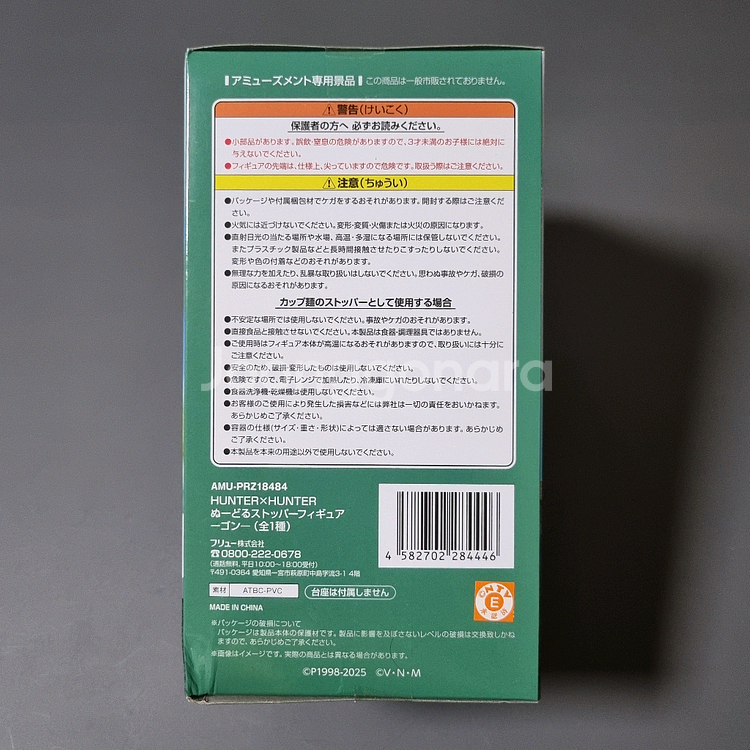 アミューズメント専用景品 この商品は一般市販されておりません。
⚠警告(けいこく)
保護者の方へ 必ずお読みください。
●小部品があります。誤飲・窒息の危険がありますので、3才未満のお子様には絶対に
与えないでください。
●フィギュアの先端は、仕様上、尖っていますので危険です。取扱う際はご注意ください。
⚠注意(ちゅうい)
●パッケージや付属梱包材でケガをするおそれがあります。開封する際はご注意くだ
さい。
●火気には近づけないでください。変形・変質・火傷または火災の原因になります。
●直射日光の当たる場所や水場、高温・多湿になる場所には保管しないでください。
またプラスチック製品などと長時間接触させたりこすったりしないでください。
変形や色の付着などのおそれがあります。
●無理な力を加えたり、乱暴な取り扱いはしないでください。思わぬ事故やケガ、破損の
原因になるおそれがあります。
カップ麺のストッパーとして使用する場合
●不安定な場所では使用しないでください。事故やケガのおそれがあります。
●直接食品と接触させないでください。本製品は食器・調理器具ではありません。
●ご使用時はフィギュア本体が高温になるおそれがありますので、取り扱いには十分に
ご注意ください。
●安全のため、破損・変形したものは使用しないでください。
●危険ですので、電子レンジで加熱したり、冷凍庫にいれたりしないでください。
●食器洗浄機・乾燥機は使用しないでください。
●お客様のご使用により発生した損害などには弊社は一切の責任をおいかねます。
あらかじめご了承ください。
●容器の仕様(サイズ・重さ・形状)によっては適さない場合があります。あらかじめ
ご了承ください。
●本製品を本来の用途以外で使用しないでください。
AMU-PRZ18484
HUNTER×HUNTER
ぬーどるストッパーフィギュア
ーゴンー(全1種)
フリュー株式会社
☎0800-222-0678
(通話無料、平日10:00~18:00受付)
〒491-0364 愛知県一宮市萩原町中島字流3-1 4階
4 582702 284446
素材 ATBC-PVC 台座は付属しません
CNTV
E
MADE IN CHINA
※パッケージの破損について
パッケージは製品本体の保護材です。製品に影響を及ぼさないレベルの破損は交換致しかね
ますので、あらかじめご了承ください。
※画像はイメージです。実際の商品とは異なる場合があります。
©P1998-2025 ©V・N・M